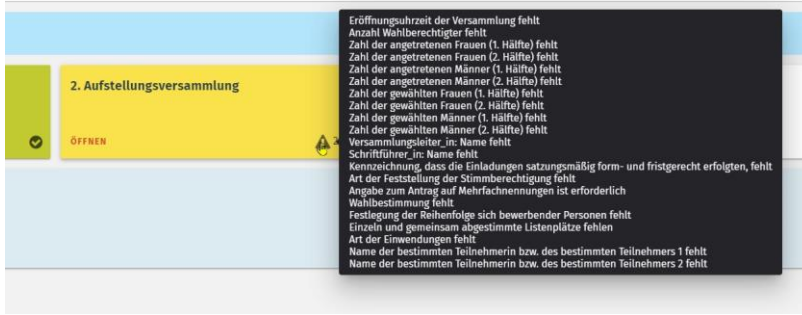 2. Aufstellungsversammlung
ÖFFNEN
Eröffnungsuhrzeit der Versammlung fehlt
Anzahl Wahlberechtigter fehlt
Zahl der angetretenen Frauen (1. Hälfte) fehlt
Zahl der angetretenen Frauen (2. Hälfte) fehlt
Zahl der angetretenen Männer (1. Hälfte) fehlt
Zahl der angetretenen Männer (2. Hälfte) fehlt
Zahl der gewählten Frauen (1. Hälfte) fehlt
Zahl der gewählten Frauen (2. Hälfte) fehlt
Zahl der gewählten Männer (1. Hälfte) fehlt
Zahl der gewählten Männer (2. Hälfte) fehlt
Versammlungsleiter_in: Name fehlt
Schriftführer_in: Name fehlt
Kennzeichnung, dass die Einladungen satzungsmäßig form- und fristgerecht erfolgten, fehlt
Art der Feststellung der Stimmberechtigung fehlt
Angabe zum Antrag auf Mehrfachnennungen ist erforderlich
Wahlbestimmung fehlt
Festlegung der Reihenfolge sich bewerbender Personen fehlt
Einzeln und gemeinsam abgestimmte Listenplätze fehlen
Art der Einwendungen fehlt
Name der bestimmten Teilnehmerin bzw. des bestimmten Teilnehmers 1 fehlt
Name der bestimmten Teilnehmerin bzw. des bestimmten Teilnehmers 2 fehlt